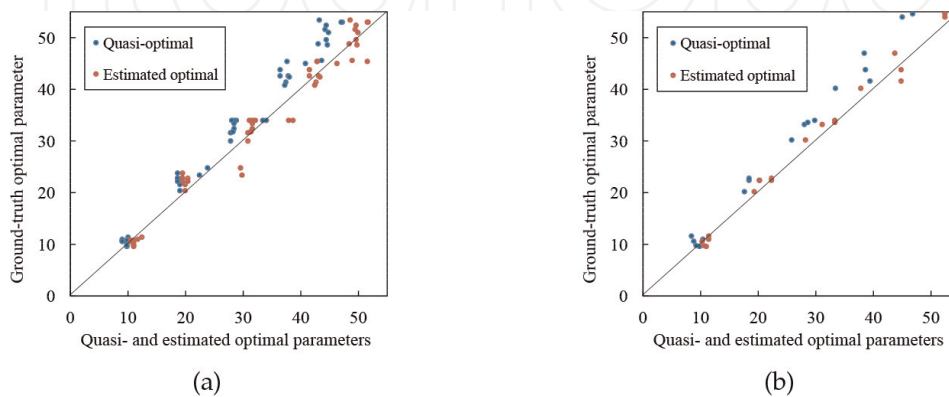 Quasi-optimal
Estimated optimal
Ground-truth optimal parameter
50
40
30
20
10
0
0 10 20 30 40 50
Quasi- and estimated optimal parameters
(a)
Quasi-optimal
Estimated optimal
Ground-truth optimal parameter
50
40
30
20
10
0
0 10 20 30 40 50
Quasi- and estimated optimal parameters
(b)